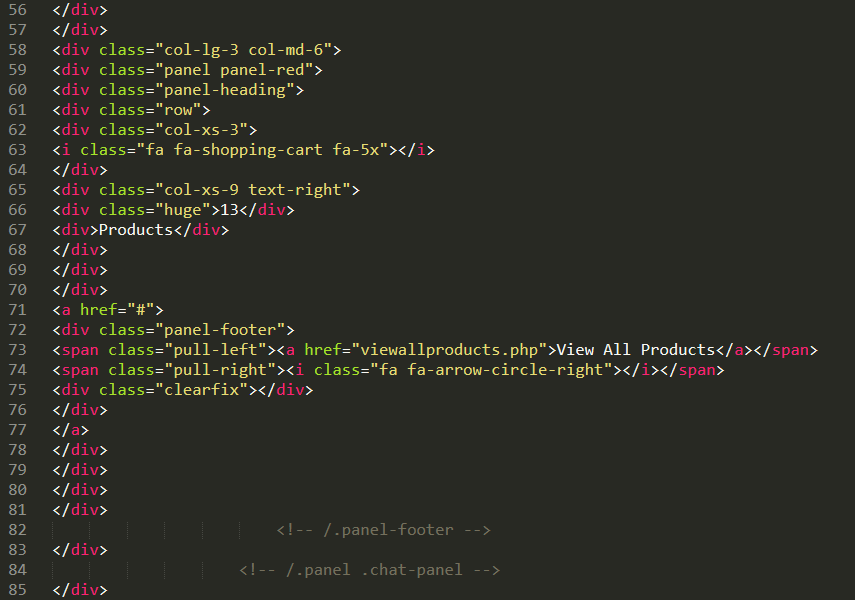 56 </div>
57 </div>
58 <div class="col-lg-3 col-md-6">
59 <div class="panel panel-red">
60 <div class="panel-heading">
61 <div class="row">
62 <div class="col-xs-3">
63 <i class="fa fa-shopping-cart fa-5x"></i>
64 </div>
65 <div class="col-xs-9 text-right">
66 <div class="huge">13</div>
67 <div>Products</div>
68 </div>
69 </div>
70 </div>
71 <a href="#">
72 <div class="panel-footer">
73 <span class="pull-left"><a href="viewallproducts.php">View All Products</a></span>
74 <span class="pull-right"><i class="fa fa-arrow-circle-right"></i></span>
75 <div class="clearfix"></div>
76 </div>
77 </a>
78 </div>
79 </div>
80 </div>
81 </div>
82 <!-- /.panel-footer -->
83 </div>
84 <!-- /.panel .chat-panel -->
85 </div>